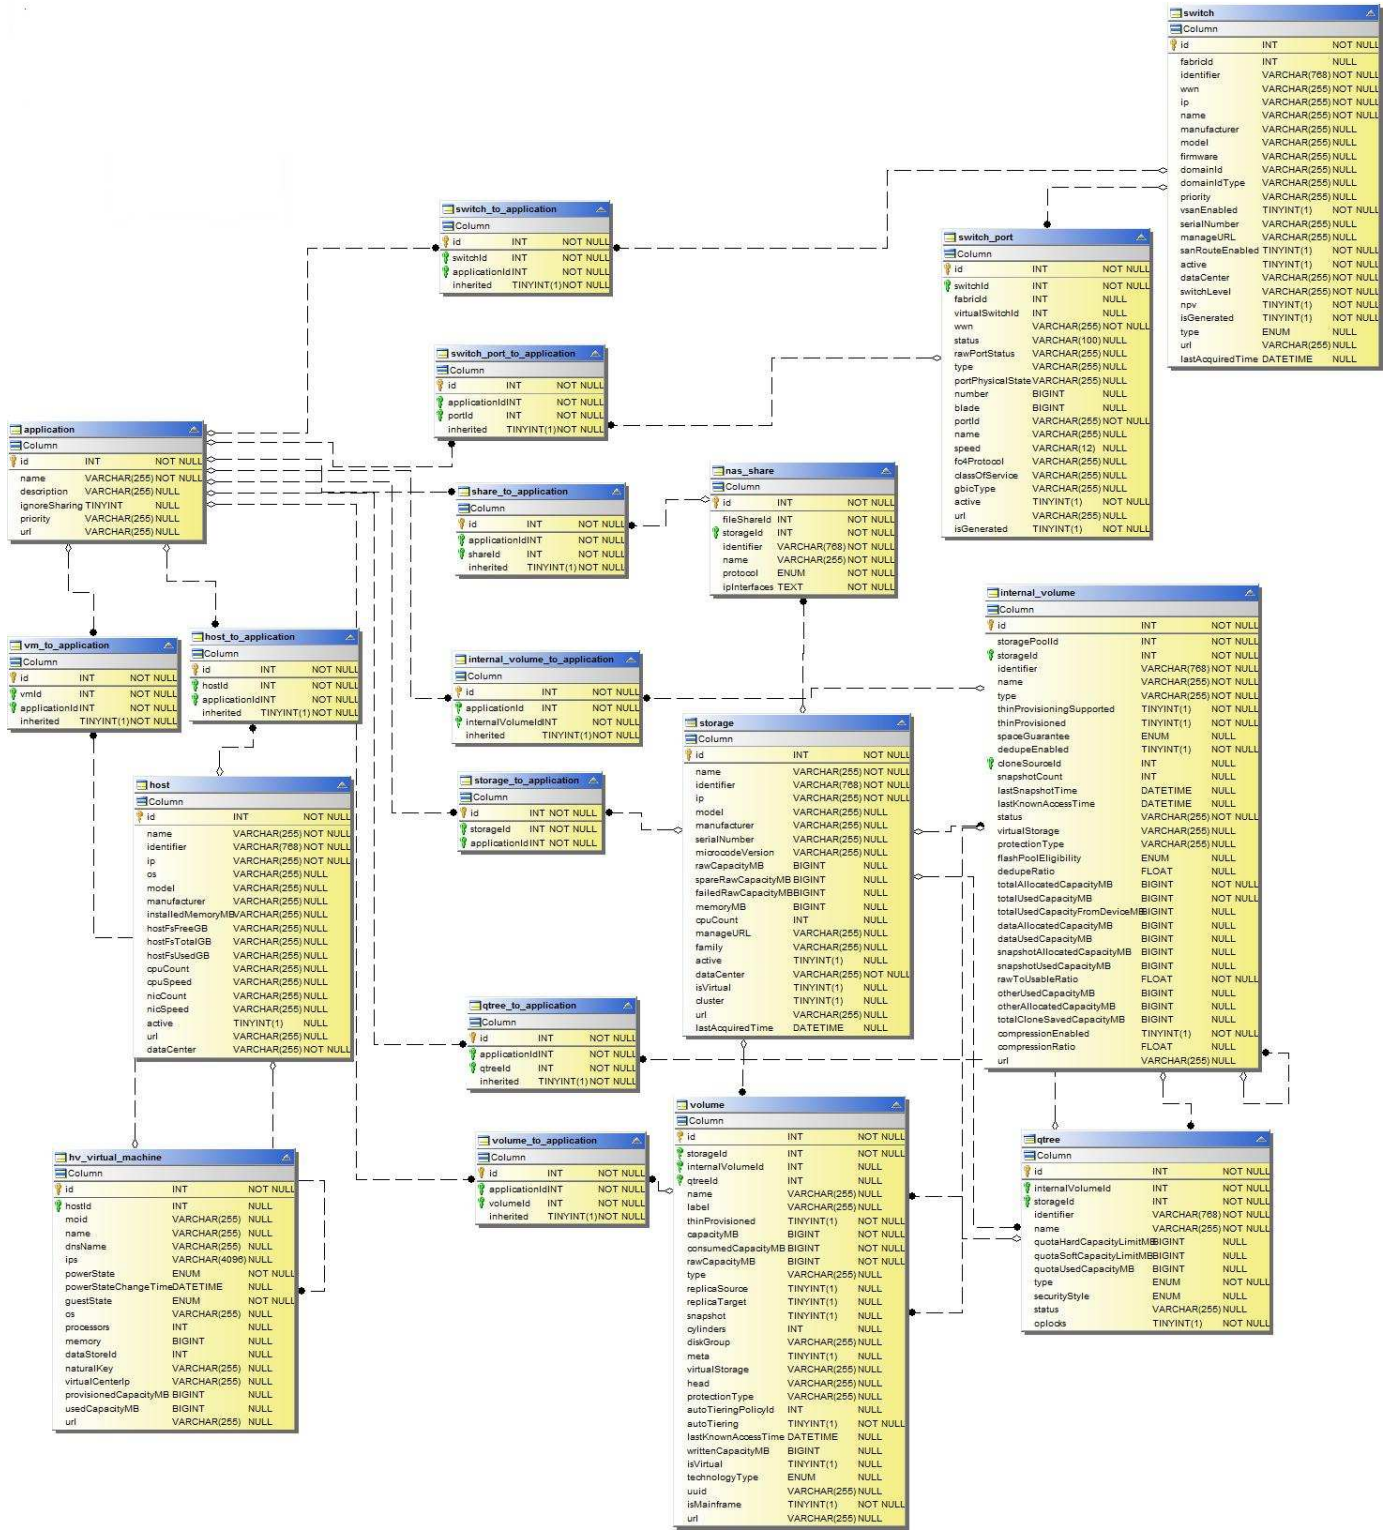 switch
Column
id INT NOT NULL
fabricId INT NULL
identifier VARCHAR(768) NOT NULL
wwn VARCHAR(255) NOT NULL
ip VARCHAR(255) NOT NULL
name VARCHAR(255) NOT NULL
manufacturer VARCHAR(255) NULL
model VARCHAR(255) NULL
firmware VARCHAR(255) NULL
domainId VARCHAR(255) NULL
domainIdType VARCHAR(255) NULL
priority VARCHAR(255) NULL
vsanEnabled TINYINT(1) NOT NULL
serialNumber VARCHAR(255) NULL
manageURL VARCHAR(255) NULL
sanRouteEnabled TINYINT(1) NOT NULL
active TINYINT(1) NOT NULL
dataCenter VARCHAR(255) NOT NULL
switchLevel VARCHAR(255) NOT NULL
npv TINYINT(1) NOT NULL
isGenerated TINYINT(1) NOT NULL
type ENUM NULL
url VARCHAR(255) NULL
lastAcquiredTime DATETIME NULL
switch_to_application
Column
id INT NOT NULL
switchId INT NOT NULL
applicationId INT NOT NULL
inherited TINYINT(1) NOT NULL
switch_port
Column
id INT NOT NULL
switchId INT NOT NULL
fabricId INT NULL
virtualSwitchId INT NULL
wwn VARCHAR(255) NOT NULL
status VARCHAR(100) NULL
rawPortStatus VARCHAR(255) NULL
type VARCHAR(255) NULL
portPhysicalState VARCHAR(255) NULL
number BIGINT NULL
blade BIGINT NULL
portId VARCHAR(255) NOT NULL
name VARCHAR(255) NULL
speed VARCHAR(12) NULL
fc4Protocol VARCHAR(255) NULL
classOfService VARCHAR(255) NULL
gbicType VARCHAR(255) NULL
active TINYINT(1) NOT NULL
url VARCHAR(255) NULL
isGenerated TINYINT(1) NOT NULL
switch_port_to_application
Column
id INT NOT NULL
applicationId INT NOT NULL
portId INT NOT NULL
inherited TINYINT(1) NOT NULL
application
Column
id INT NOT NULL
name VARCHAR(255) NOT NULL
description VARCHAR(255) NULL
ignoreSharing TINYINT NULL
priority VARCHAR(255) NULL
url VARCHAR(255) NULL
share_to_application
Column
id INT NOT NULL
applicationId INT NOT NULL
shareId INT NOT NULL
inherited TINYINT(1) NOT NULL
nas_share
Column
id INT NOT NULL
fileShareId INT NOT NULL
storageId INT NOT NULL
identifier VARCHAR(768) NOT NULL
name VARCHAR(255) NOT NULL
protocol ENUM NOT NULL
ipInterfaces TEXT NOT NULL
internal_volume
Column
id INT NOT NULL
storagePoolId INT NOT NULL
storageId INT NOT NULL
identifier VARCHAR(768) NOT NULL
name VARCHAR(255) NOT NULL
type VARCHAR(255) NOT NULL
thinProvisioningSupported TINYINT(1) NOT NULL
thinProvisioned TINYINT(1) NOT NULL
spaceGuarantee ENUM NULL
dedupeEnabled TINYINT(1) NOT NULL
cloneSourceId INT NULL
snapshotCount INT NULL
lastSnapshotTime DATETIME NULL
lastKnownAccessTime DATETIME NULL
status VARCHAR(255) NOT NULL
virtualStorage VARCHAR(255) NULL
protectionType VARCHAR(255) NULL
flashPoolEligibility ENUM NULL
dedupeRatio FLOAT NULL
totalAllocatedCapacityMB BIGINT NOT NULL
totalUsedCapacityMB BIGINT NOT NULL
totalUsedCapacityFromDeviceMB BIGINT NULL
dataAllocatedCapacityMB BIGINT NULL
dataUsedCapacityMB BIGINT NULL
snapshotAllocatedCapacityMB BIGINT NULL
snapshotUsedCapacityMB BIGINT NULL
rawToUsableRatio FLOAT NOT NULL
otherUsedCapacityMB BIGINT NULL
otherAllocatedCapacityMB BIGINT NULL
totalCloneSavedCapacityMB BIGINT NULL
compressionEnabled TINYINT(1) NOT NULL
compressionRatio FLOAT NULL
url VARCHAR(255) NULL
vm_to_application
Column
id INT NOT NULL
vmId INT NOT NULL
applicationId INT NOT NULL
inherited TINYINT(1) NOT NULL
host_to_application
Column
id INT NOT NULL
hostId INT NOT NULL
applicationId INT NOT NULL
inherited TINYINT(1) NOT NULL
internal_volume_to_application
Column
id INT NOT NULL
applicationId INT NOT NULL
internalVolumeId INT NOT NULL
inherited TINYINT(1) NOT NULL
storage
Column
id INT NOT NULL
name VARCHAR(255) NOT NULL
identifier VARCHAR(768) NOT NULL
ip VARCHAR(255) NOT NULL
model VARCHAR(255) NULL
manufacturer VARCHAR(255) NULL
serialNumber VARCHAR(255) NULL
microcodeVersion VARCHAR(255) NULL
rawCapacityMB BIGINT NULL
spareRawCapacityMB BIGINT NULL
failedRawCapacityMB BIGINT NULL
memoryMB BIGINT NULL
cpuCount INT NULL
manageURL VARCHAR(255) NULL
family VARCHAR(255) NULL
active TINYINT(1) NULL
dataCenter VARCHAR(255) NOT NULL
isVirtual TINYINT(1) NULL
cluster TINYINT(1) NULL
url VARCHAR(255) NULL
lastAcquiredTime DATETIME NULL
storage_to_application
Column
id INT NOT NULL
storageId INT NOT NULL
applicationId INT NOT NULL
host
Column
id INT NOT NULL
name VARCHAR(255) NOT NULL
identifier VARCHAR(768) NOT NULL
ip VARCHAR(255) NOT NULL
os VARCHAR(255) NULL
model VARCHAR(255) NULL
manufacturer VARCHAR(255) NULL
installedMemoryMB VARCHAR(255) NULL
hostFsFreeGB VARCHAR(255) NULL
hostFsTotalGB VARCHAR(255) NULL
hostFsUsedGB VARCHAR(255) NULL
cpuCount VARCHAR(255) NULL
cpuSpeed VARCHAR(255) NULL
nicCount VARCHAR(255) NULL
nicSpeed VARCHAR(255) NULL
active TINYINT(1) NULL
url VARCHAR(255) NULL
dataCenter VARCHAR(255) NOT NULL
qtree_to_application
Column
id INT NOT NULL
applicationId INT NOT NULL
qtreeId INT NOT NULL
inherited TINYINT(1) NOT NULL
volume
Column
id INT NOT NULL
storageId INT NOT NULL
internalVolumeId INT NULL
qtreeId INT NULL
name VARCHAR(255) NULL
label VARCHAR(255) NULL
thinProvisioned TINYINT(1) NOT NULL
capacityMB BIGINT NOT NULL
consumedCapacityMB BIGINT NOT NULL
rawCapacityMB BIGINT NOT NULL
type VARCHAR(255) NULL
replicaSource TINYINT(1) NULL
replicaTarget TINYINT(1) NULL
snapshot TINYINT(1) NULL
cylinders INT NULL
diskGroup VARCHAR(255) NULL
meta TINYINT(1) NULL
virtualStorage VARCHAR(255) NULL
head VARCHAR(255) NULL
protectionType VARCHAR(255) NULL
autoTieringPolicyId INT NULL
autoTiering TINYINT(1) NOT NULL
lastKnownAccessTime DATETIME NULL
writtenCapacityMB BIGINT NULL
isVirtual TINYINT(1) NULL
technologyType ENUM NULL
uuid VARCHAR(255) NULL
isMainframe TINYINT(1) NOT NULL
url VARCHAR(255) NULL
volume_to_application
Column
id INT NOT NULL
applicationId INT NOT NULL
volumeId INT NOT NULL
inherited TINYINT(1) NOT NULL
qtree
Column
id INT NOT NULL
internalVolumeId INT NOT NULL
storageId INT NOT NULL
identifier VARCHAR(768) NOT NULL
name VARCHAR(255) NOT NULL
quotaHardCapacityLimitMB BIGINT NULL
quotaSoftCapacityLimitMB BIGINT NULL
quotaUsedCapacityMB BIGINT NULL
type ENUM NOT NULL
securityStyle ENUM NULL
status VARCHAR(255) NULL
oplocks TINYINT(1) NOT NULL
hv_virtual_machine
Column
id INT NOT NULL
hostId INT NULL
moid VARCHAR(255) NULL
name VARCHAR(255) NULL
dnsName VARCHAR(255) NULL
ips VARCHAR(4096) NULL
powerState ENUM NOT NULL
powerStateChangeTime DATETIME NULL
guestState ENUM NOT NULL
os VARCHAR(255) NULL
processors INT NULL
memory BIGINT NULL
dataStoreId INT NULL
naturalKey VARCHAR(255) NULL
virtualCenterIp VARCHAR(255) NULL
provisionedCapacityMB BIGINT NULL
usedCapacityMB BIGINT NULL
url VARCHAR(255) NULL